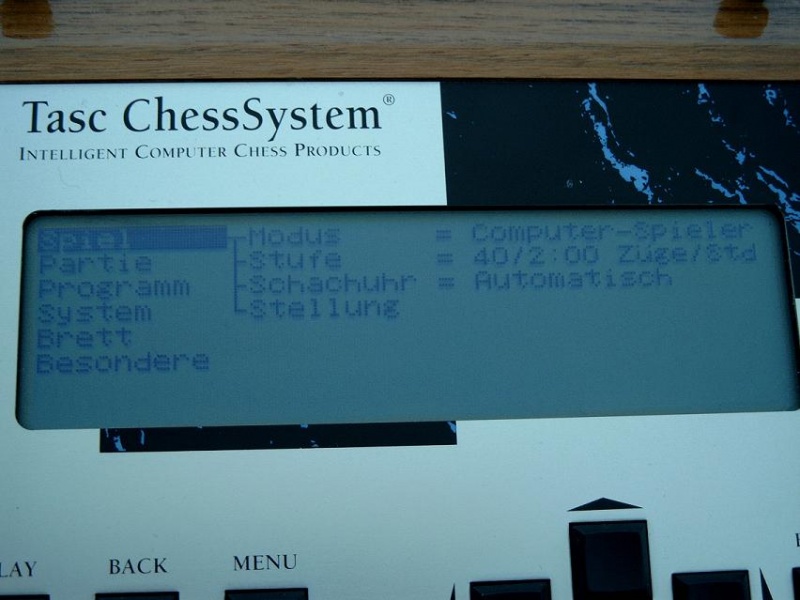 Tasc ChessSystem®
INTELLIGENT COMPUTER CHESS PRODUCTS
Spiel Modus = Computer-Spieler
Partie Stufe = 40/2:00 Züge/Std
Programm Schachuhr = Automatisch
System Stellung
Brett
Besondere
LAY BACK MENU